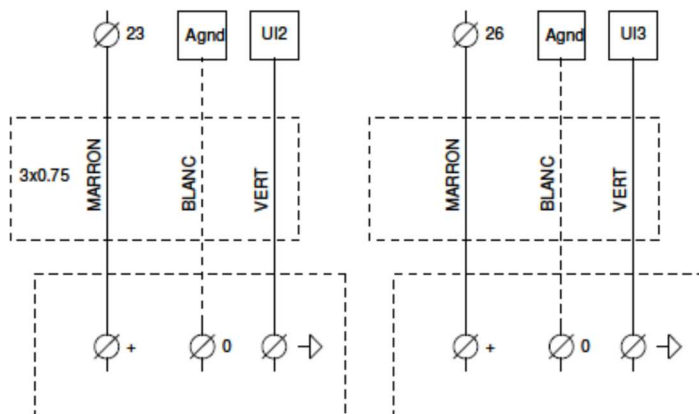 23 Agnd UI2 26 Agnd UI3
3x0.75 MARRON BLANC VERT MARRON BLANC VERT
+ 0 + 0